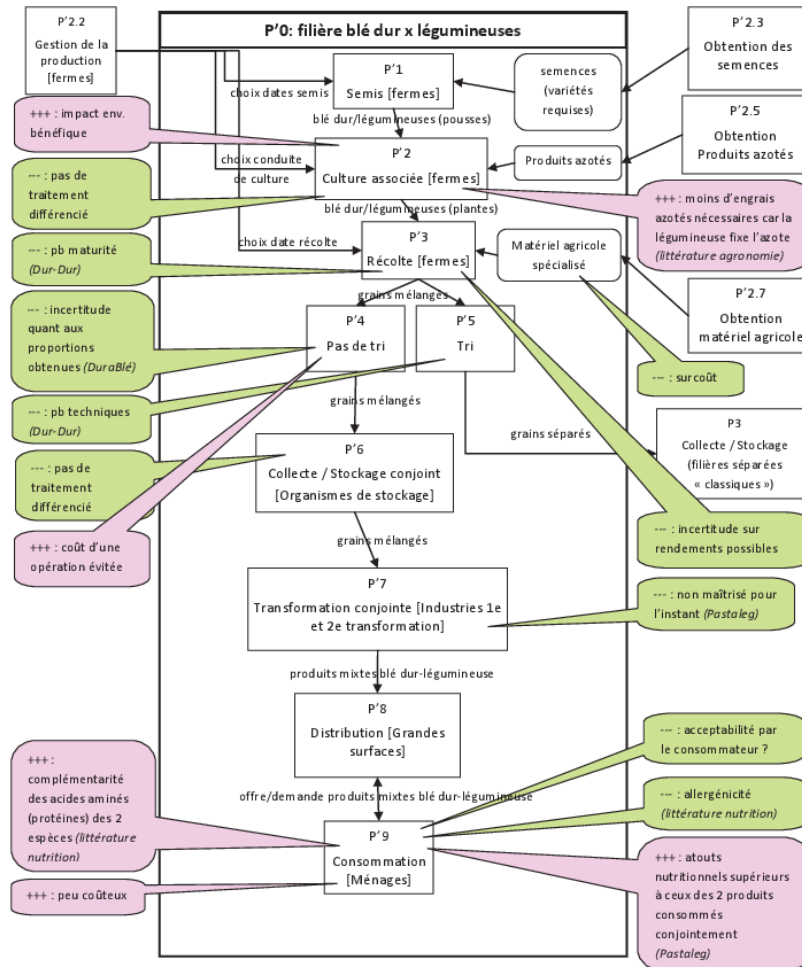 P'0: filière blé dur x légumineuses
P'2.2
Gestion de la
production
[fermes]
P'1
Semis [fermes]
choix dates semis
semences
(variétés
requises)
P'2.3
Obtention
des semences
blé dur/légumineuses (pousses)
+++ : impact env.
bénéfique
P'2
Culture associée [fermes]
choix conduite
de culture
Produits azotés
P'2.5
Obtention
Produits azotés
--- : pas de
traitement
différencié
blé dur/légumineuses (plantes)
+++ : moins d'engrais
azotés nécessaires car la
légumineuse fixe l'azote
(littérature agronomie)
--- : pb maturité
(Dur-Dur)
choix date récolte
P'3
Récolte [fermes]
Matériel agricole
spécialisé
P'2.7
Obtention
matériel agricole
grains mélangés
--- : incertitude
quant aux
proportions
obtenues (DuraBlé)
P'4
Pas de tri
P'5
Tri
--- : surcoût
--- : pb techniques
(Dur-Dur)
grains mélangés
grains séparés
P3
Collecte / Stockage
(filières séparées
« classiques »)
--- : pas de
traitement
différencié
P'6
Collecte / Stockage conjoint
[Organismes de stockage]
+++ : coût d'une
opération évitée
grains mélangés
--- : incertitude sur
rendements possibles
P'7
Transformation conjointe [Industries 1e
et 2e transformation]
--- : non maîtrisé pour
l'instant (Pastaleg)
produits mixtes blé dur-légumineuse
P'8
Distribution [Grandes
surfaces]
--- : acceptabilité par
le consommateur ?
+++ :
complémentarité
des acides aminés
(protéines) des 2
espèces (littérature
nutrition)
offre/demande produits mixtes blé dur-légumineuse
--- : allergénicité
(littérature nutrition)
P'9
Consommation
[Ménages]
+++ : peu coûteux
+++ : atouts
nutritionnels supérieurs
à ceux des 2 produits
consommés
conjointement
(Pastaleg)